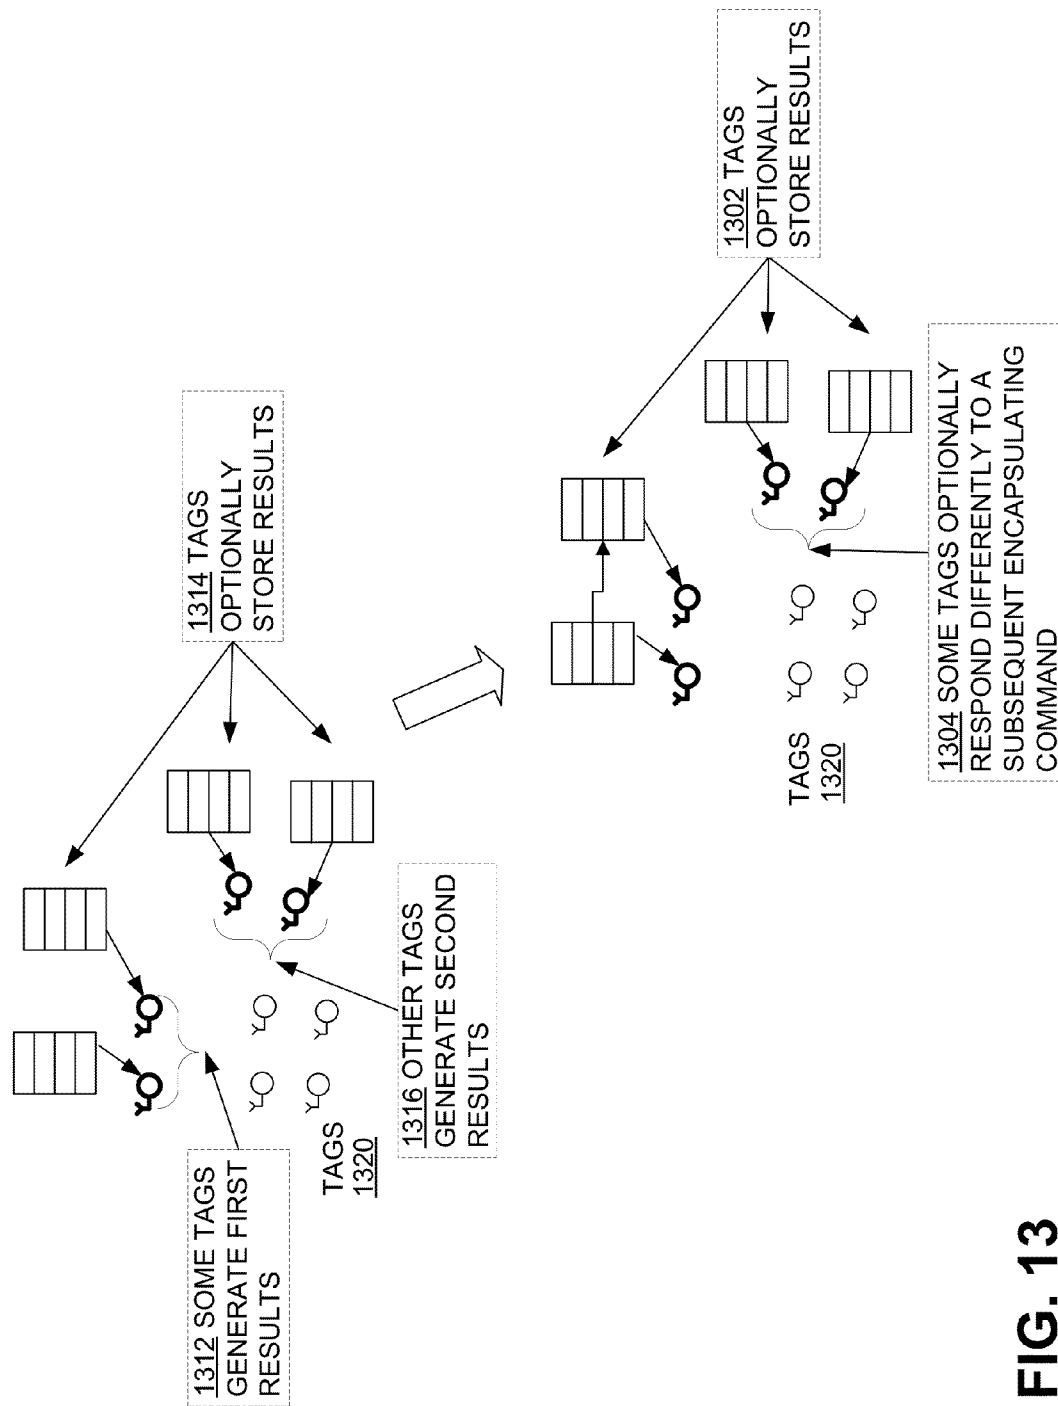 1312 SOME TAGS
GENERATE FIRST
RESULTS
1314 TAGS
OPTIONALLY
STORE RESULTS
TAGS
1320
1316 OTHER TAGS
GENERATE SECOND
RESULTS
1302 TAGS
OPTIONALLY
STORE RESULTS
TAGS
1320
1304 SOME TAGS OPTIONALLY
RESPOND DIFFERENTLY TO A
SUBSEQUENT ENCAPSULATING
COMMAND
FIG. 13